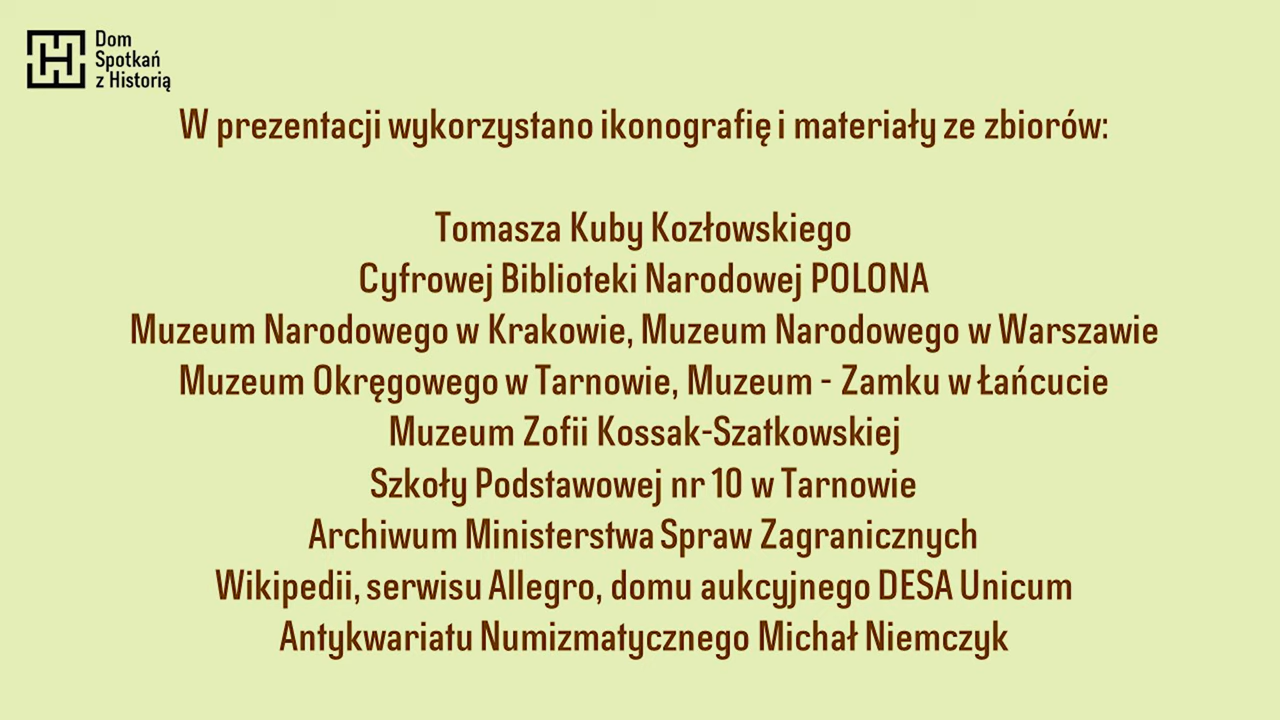 Dom
Spotkań
z Historią
W prezentacji wykorzystano ikonografię i materiały ze zbiorów:
Tomasza Kuby Kozłowskiego
Cyfrowej Biblioteki Narodowej POLONA
Muzeum Narodowego w Krakowie, Muzeum Narodowego w Warszawie
Muzeum Okręgowego w Tarnowie, Muzeum - Zamku w Łańcucie
Muzeum Zofii Kossak-Szatkowskiej
Szkoły Podstawowej nr 10 w Tarnowie
Archiwum Ministerstwa Spraw Zagranicznych
Wikipedii, serwisu Allegro, domu aukcyjnego DESA Unicum
Antykwariatu Numizmatycznego Michał Niemczyk